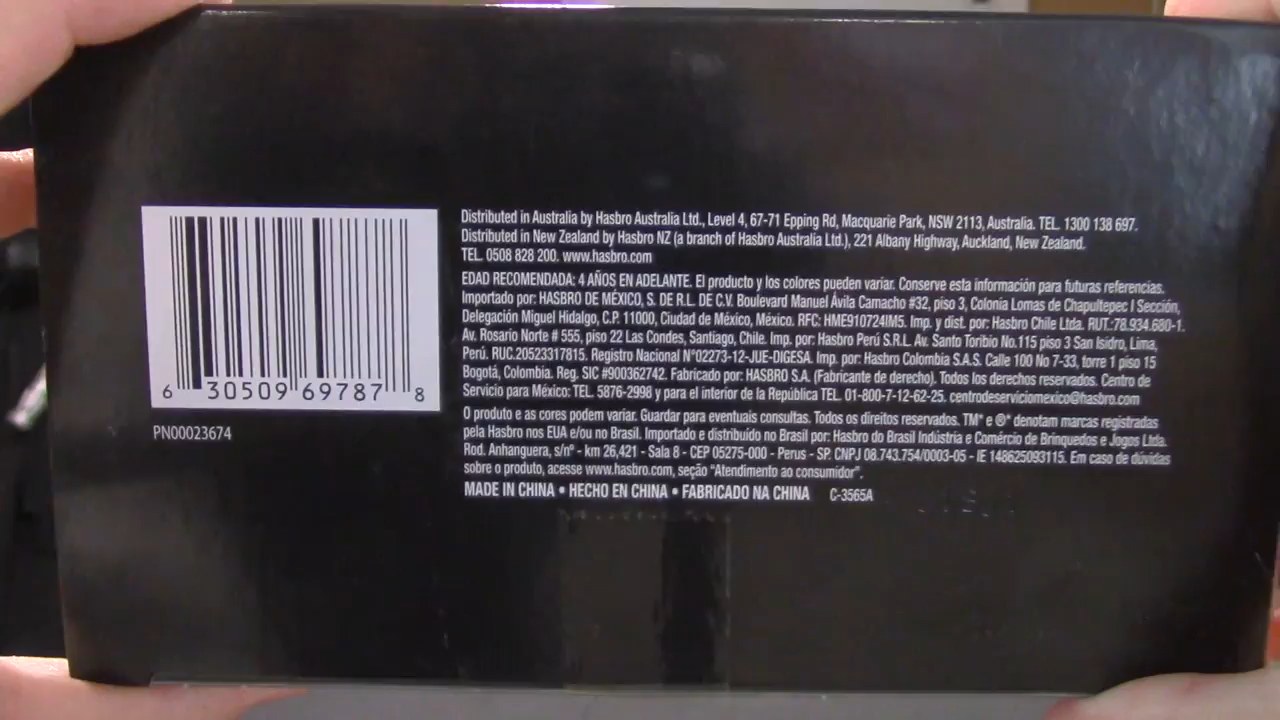 Distributed in Australia by Hasbro Australia Ltd., Level 4, 67-71 Epping Rd, Macquarie Park, NSW 2113, Australia. TEL. 1300 138 697.
Distributed in New Zealand by Hasbro NZ (a branch of Hasbro Australia Ltd.), 221 Albany Highway, Auckland, New Zealand.
TEL. 0508 828 200. www.hasbro.com
EDAD RECOMENDADA: 4 AÑOS EN ADELANTE. El producto y los colores pueden variar. Conserve esta información para futuras referencias.
Importado por: HASBRO DE MÉXICO, S. DE R.L. DE C.V. Boulevard Manuel Ávila Camacho #32, piso 3, Colonia Lomas de Chapultepec I Sección,
Delegación Miguel Hidalgo, C.P. 11000, Ciudad de México, México. RFC: HME910724IM5. Imp. y dist. por: Hasbro Chile Ltda. RUT.:78.934.680-1.
Av. Rosario Norte # 555, piso 22 Las Condes, Santiago, Chile. Imp. por: Hasbro Perú S.R.L. Av. Santo Toribio No.115 piso 3 San Isidro, Lima,
Perú. RUC.20523317815. Registro Nacional N°02273-12-JUE-DIGESA. Imp. por: Hasbro Colombia S.A.S. Calle 100 No 7-33, torre 1 piso 15
Bogotá, Colombia. Reg. SIC #900362742. Fabricado por: HASBRO S.A. (Fabricante de derecho). Todos los derechos reservados. Centro de
Servicio para México: TEL. 5876-2998 y para el interior de la República TEL. 01-800-7-12-62-25. centrodeserviciomexico@hasbro.com
O produto e as cores podem variar. Guardar para eventuais consultas. Todos os direitos reservados. TM* e ®* denotam marcas registradas
pela Hasbro nos EUA e/ou no Brasil. Importado e distribuído no Brasil por: Hasbro do Brasil Indústria e Comércio de Brinquedos e Jogos Ltda.
Rod. Anhanguera, s/nº - km 26,421 - Sala 8 - CEP 05275-000 - Perus - SP. CNPJ 08.743.754/0003-05 - IE 148625093115. Em caso de dúvidas
sobre o produto, acesse www.hasbro.com, seção "Atendimento ao consumidor".
MADE IN CHINA • HECHO EN CHINA • FABRICADO NA CHINA C-3565A
6 30509 69787 8
PN00023674